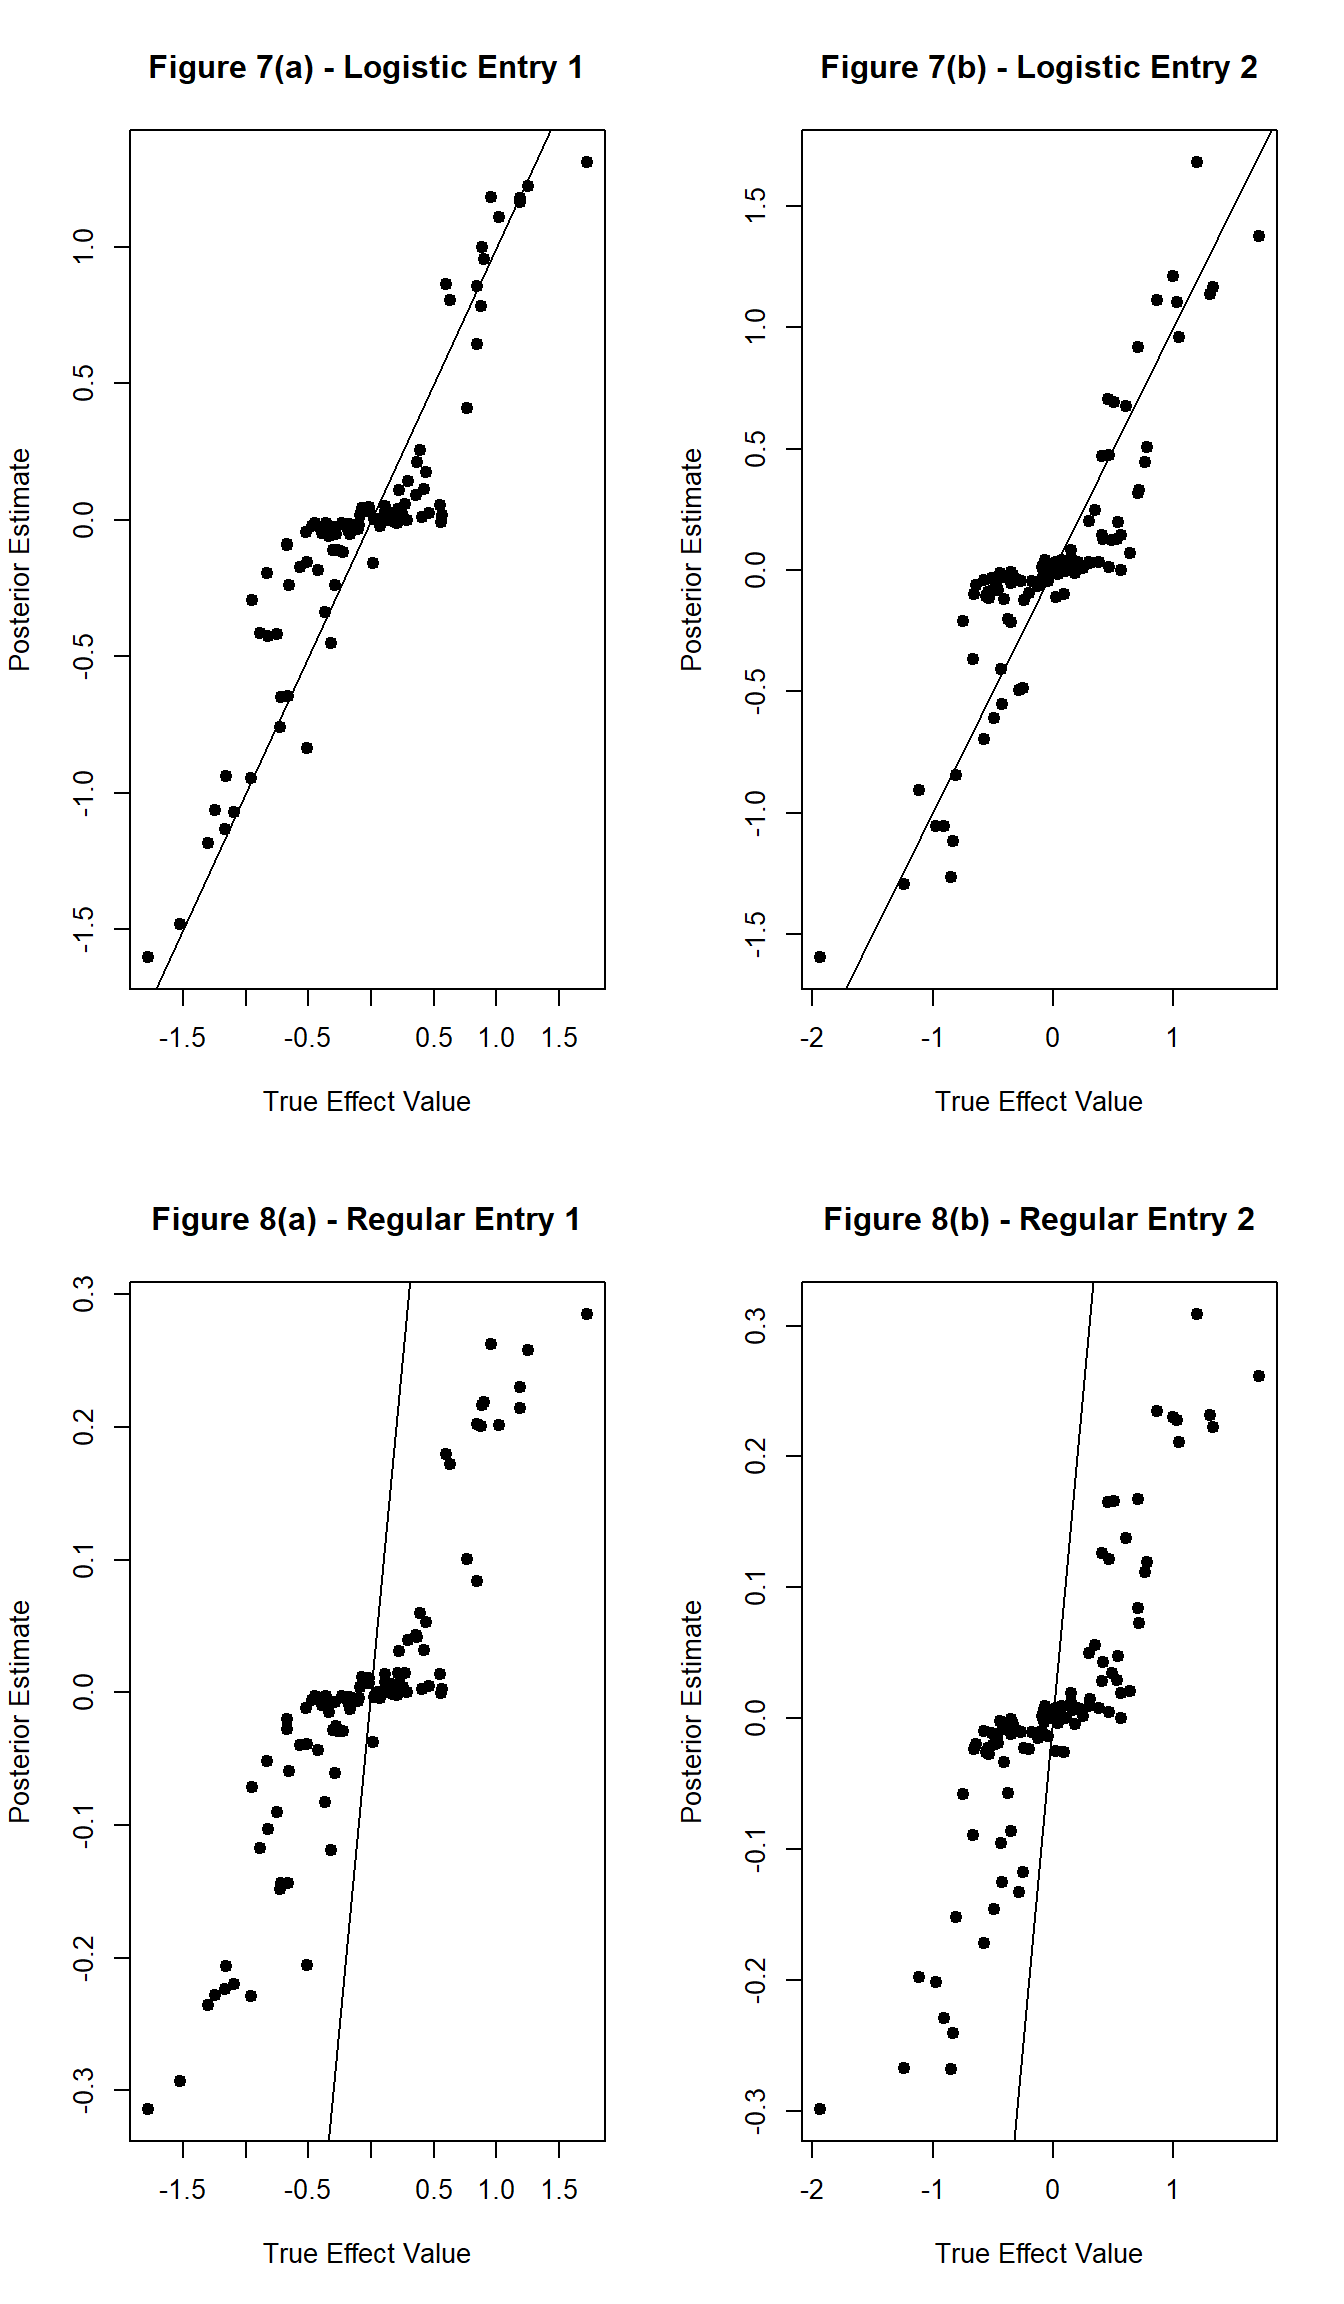 Figure 7(a) - Logistic Entry 1
Posterior Estimate
1.0
0.5
0.0
-0.5
-1.0
-1.5
-1.5 -0.5 0.5 1.0 1.5
True Effect Value
Figure 7(b) - Logistic Entry 2
Posterior Estimate
1.5
1.0
0.5
0.0
-0.5
-1.0
-1.5
-2 -1 0 1
True Effect Value
Figure 8(a) - Regular Entry 1
Posterior Estimate
0.3
0.2
0.1
0.0
-0.1
-0.2
-0.3
-1.5 -0.5 0.5 1.0 1.5
True Effect Value
Figure 8(b) - Regular Entry 2
Posterior Estimate
0.3
0.2
0.1
0.0
-0.1
-0.2
-0.3
-2 -1 0 1
True Effect Value